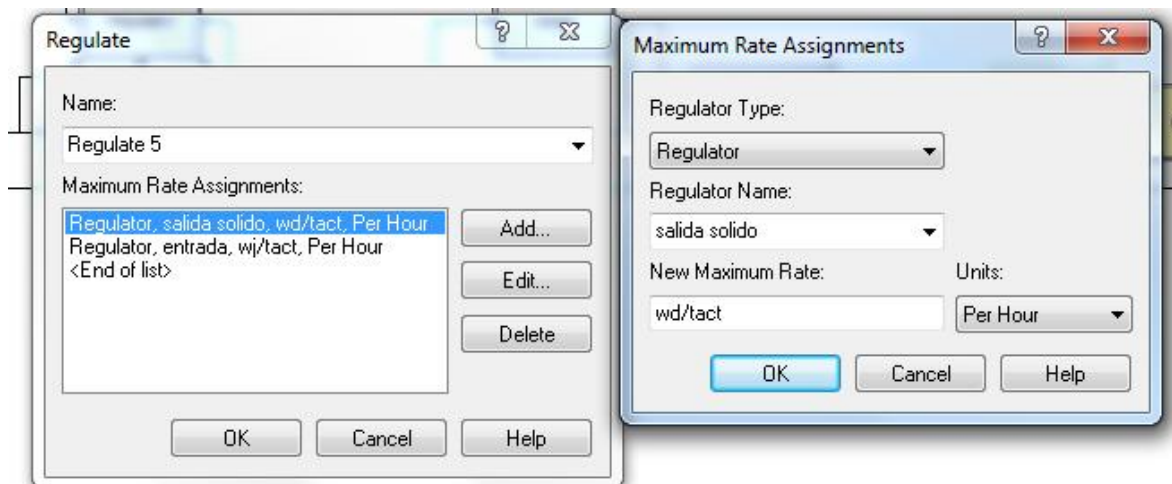 Regulate
Name:
Regulate 5
Maximum Rate Assignments:
Regulator, salida solido, wd/tact, Per Hour
Regulator, entrada, wj/tact, Per Hour
<End of list>
Add...
Edit...
Delete
OK
Cancel
Help
Maximum Rate Assignments
Regulator Type:
Regulator
Regulator Name:
salida solido
New Maximum Rate:
Units:
wd/tact
Per Hour
OK
Cancel
Help